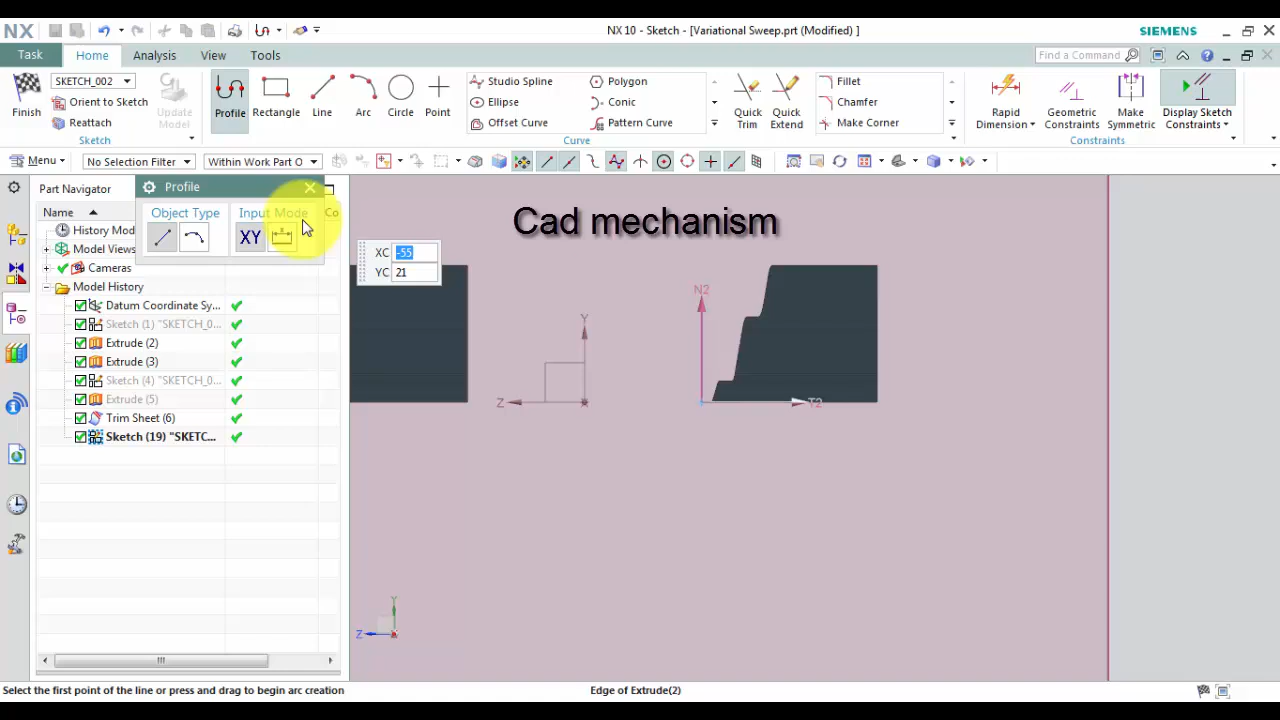 NX
NX 10 - Sketch - [Variational Sweep.prt (Modified) ]
SIEMENS
Task
Home
Analysis
View
Tools
Find a Command
SKETCH_002
Orient to Sketch
Reattach
Finish
Update Model
Sketch
Profile
Rectangle
Line
Arc
Circle
Point
Studio Spline
Ellipse
Offset Curve
Polygon
Conic
Pattern Curve
Curve
Quick Trim
Quick Extend
Fillet
Chamfer
Make Corner
Rapid Dimension
Geometric Constraints
Make Symmetric
Display Sketch Constraints
Constraints
Menu
No Selection Filter
Within Work Part O
Part Navigator
Profile
Object Type
Input Mode
XY
Name
Co
History Mod
Model Views
Cameras
Model History
Datum Coordinate Sy...
Sketch (1) "SKETCH_0...
Extrude (2)
Extrude (3)
Sketch (4) "SKETCH_0...
Extrude (5)
Trim Sheet (6)
Sketch (19) "SKETC...
Cad mechanism
XC -55
YC 21
Y
Z
N2
T2
Y
Z
Select the first point of the line or press and drag to begin arc creation
Edge of Extrude(2)